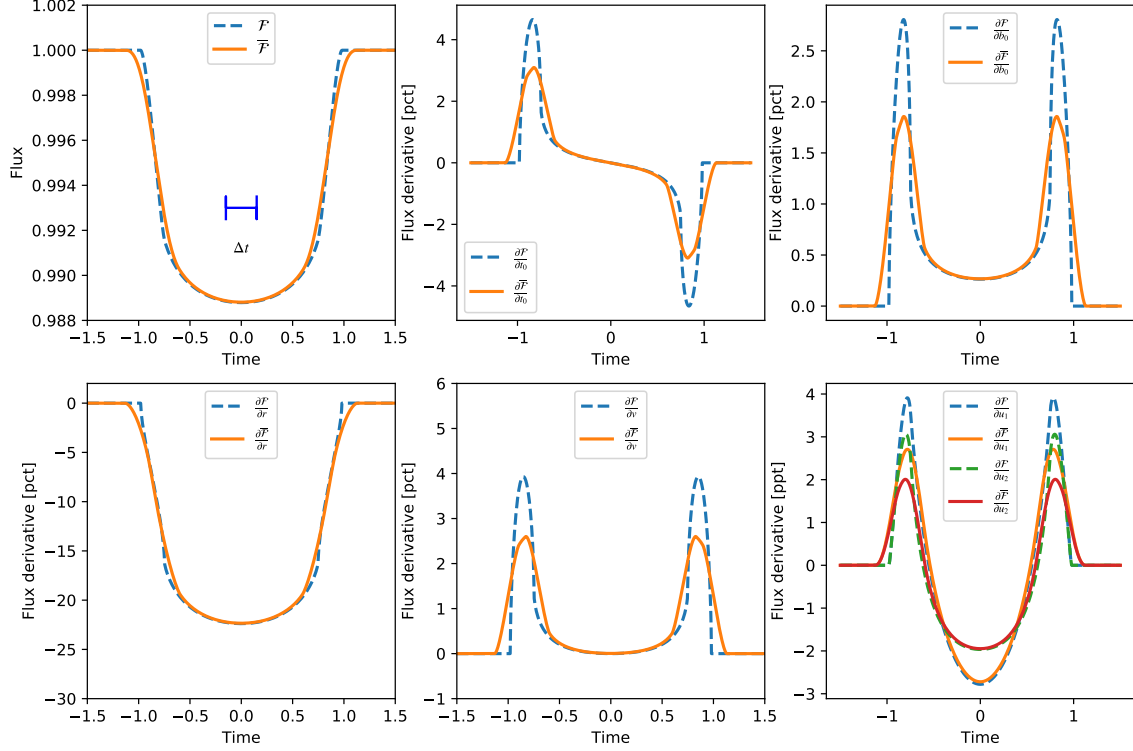 1.002
1.000
0.998
0.996
0.994
0.992
0.990
0.988
Flux
ℱ
ℱ̅
Δt
−1.5 −1.0 −0.5 0.0 0.5 1.0 1.5
Time
4
2
0
−2
−4
Flux derivative [pct]
∂ℱ/∂t₀
∂ℱ̅/∂t₀
−1 0 1
Time
2.5
2.0
1.5
1.0
0.5
0.0
Flux derivative [pct]
∂ℱ/∂b₀
∂ℱ̅/∂b₀
−1 0 1
Time
0
−5
−10
−15
−20
−25
−30
Flux derivative [pct]
∂ℱ/∂r
∂ℱ̅/∂r
−1.5 −1.0 −0.5 0.0 0.5 1.0 1.5
Time
6
5
4
3
2
1
0
−1
Flux derivative [pct]
∂ℱ/∂v
∂ℱ̅/∂v
−1.5 −1.0 −0.5 0.0 0.5 1.0 1.5
Time
4
3
2
1
0
−1
−2
−3
Flux derivative [ppt]
∂ℱ/∂u₁
∂ℱ̅/∂u₁
∂ℱ/∂u₂
∂ℱ̅/∂u₂
−1 0 1
Time